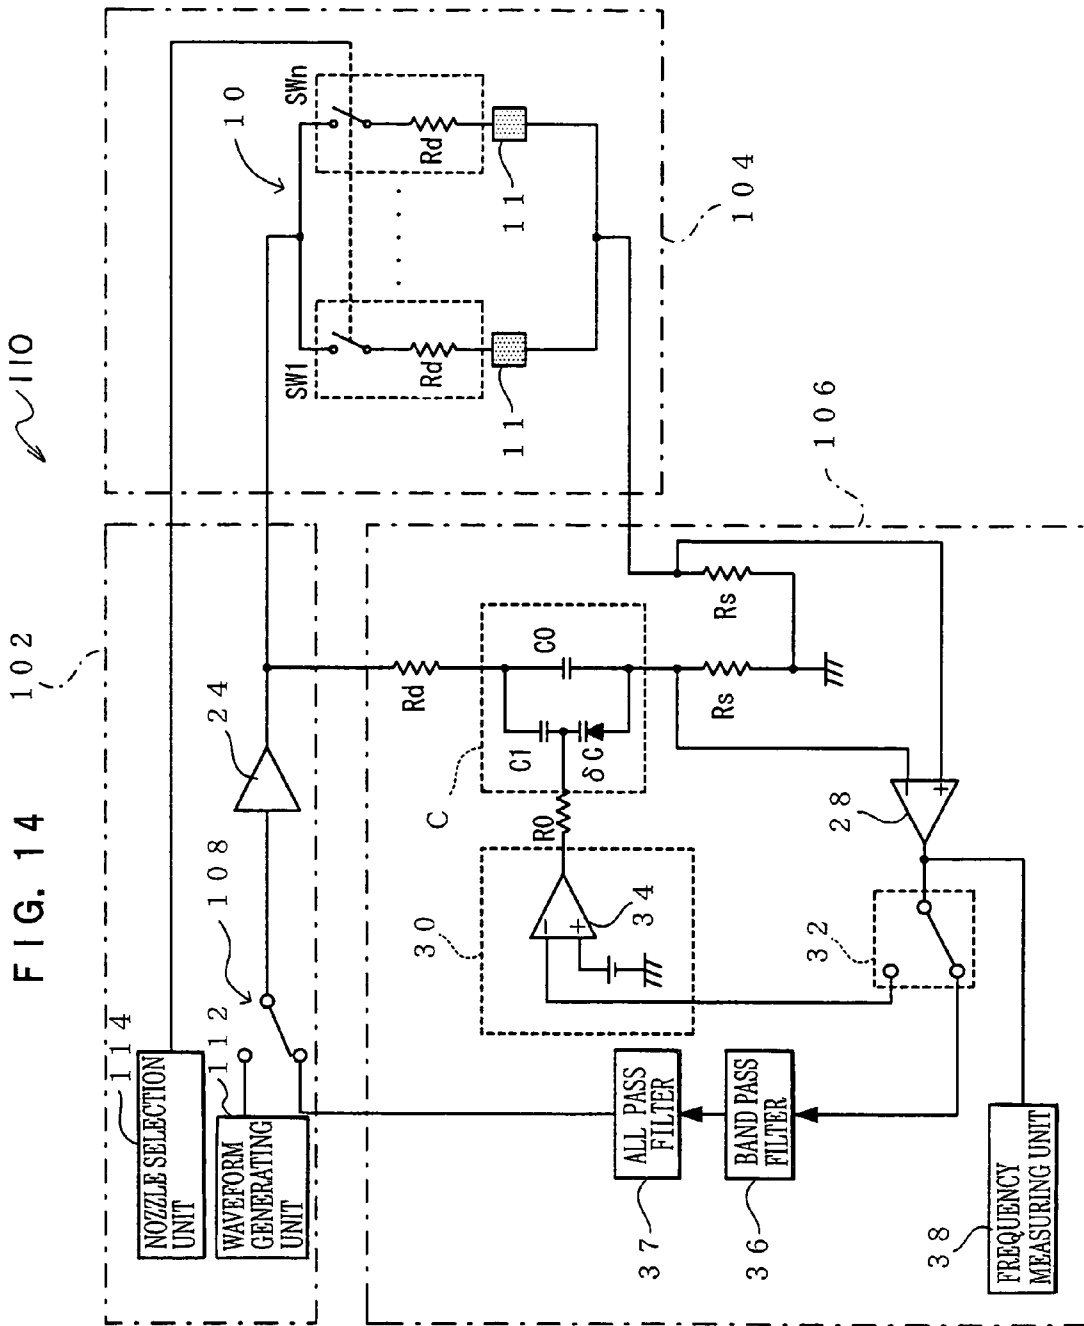 FIG. 14
110
102
114
NOZZLE SELECTION
UNIT
112
WAVEFORM
GENERATING
UNIT
108
24
104
10
SW1
Rd
11
SWn
Rd
11
106
Rd
C
C1
C0
δC
R0
30
−
+
34
Rs
Rs
28
−
+
32
37
ALL PASS
FILTER
36
BAND PASS
FILTER
38
FREQUENCY
MEASURING UNIT